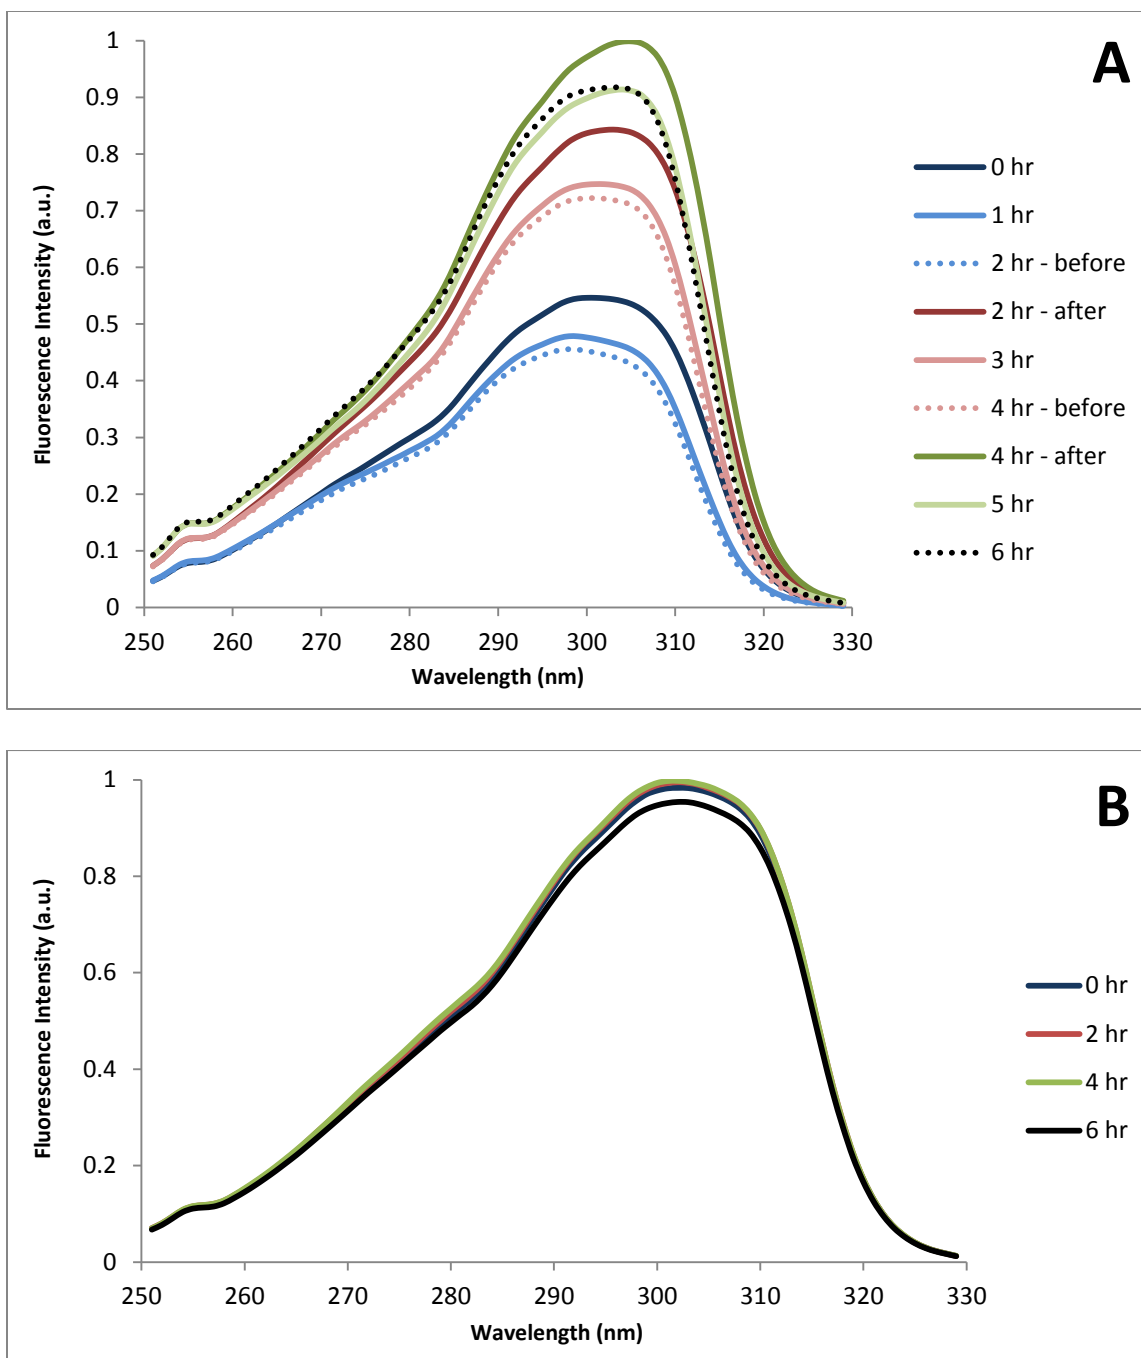 A
Fluorescence Intensity (a.u.)
1
0.9
0.8
0.7
0.6
0.5
0.4
0.3
0.2
0.1
0
250 260 270 280 290 300 310 320 330
Wavelength (nm)
0 hr
1 hr
2 hr - before
2 hr - after
3 hr
4 hr - before
4 hr - after
5 hr
6 hr
B
Fluorescence Intensity (a.u.)
1
0.8
0.6
0.4
0.2
0
250 260 270 280 290 300 310 320 330
Wavelength (nm)
0 hr
2 hr
4 hr
6 hr